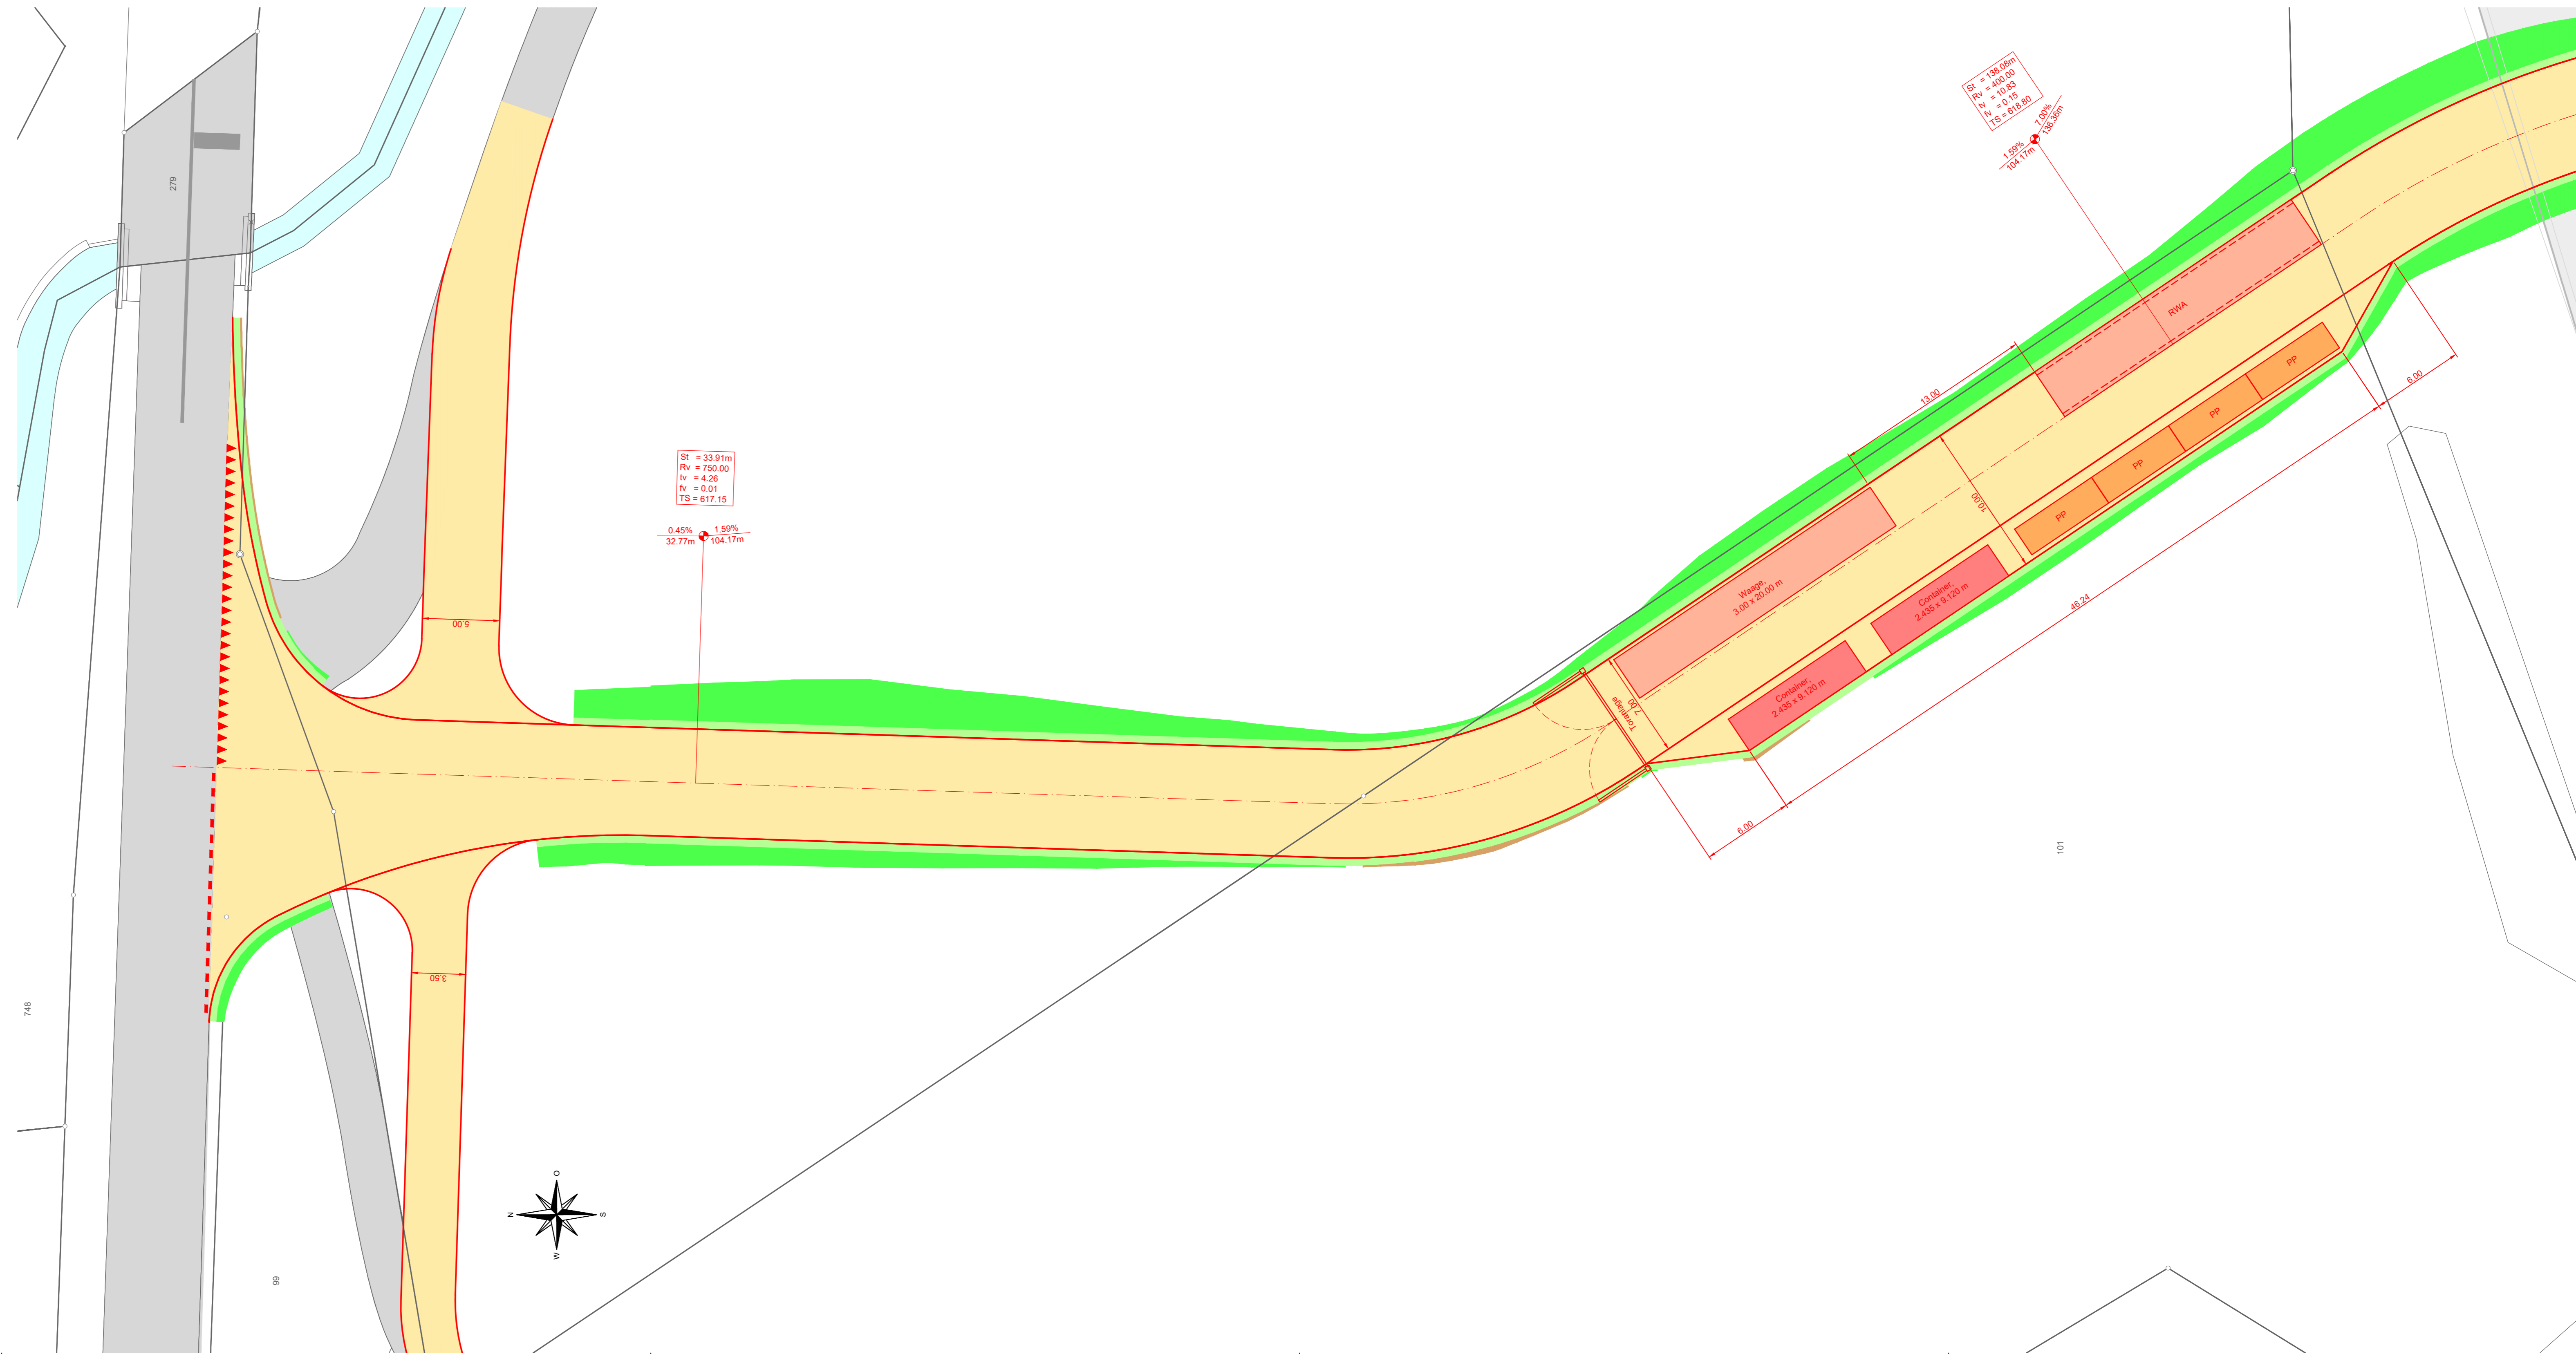 St = 138.08m
Rv = 400.00
tv = 10.83
fv = 0.15
TS = 618.80
7.00%
136.36m
1.59%
104.17m
279
RWA
PP
PP
PP
PP
6.00
13.00
10.00
St = 33.91m
Rv = 750.00
tv = 4.26
fv = 0.01
TS = 617.15
0.45%
32.77m
1.59%
104.17m
Waage,
3.00 x 20.00 m
Container,
2.435 x 9.120 m
Container,
2.435 x 9.120 m
46.24
5.00
Toranlage
7.00
6.00
101
3.50
748
99
N
O
S
W